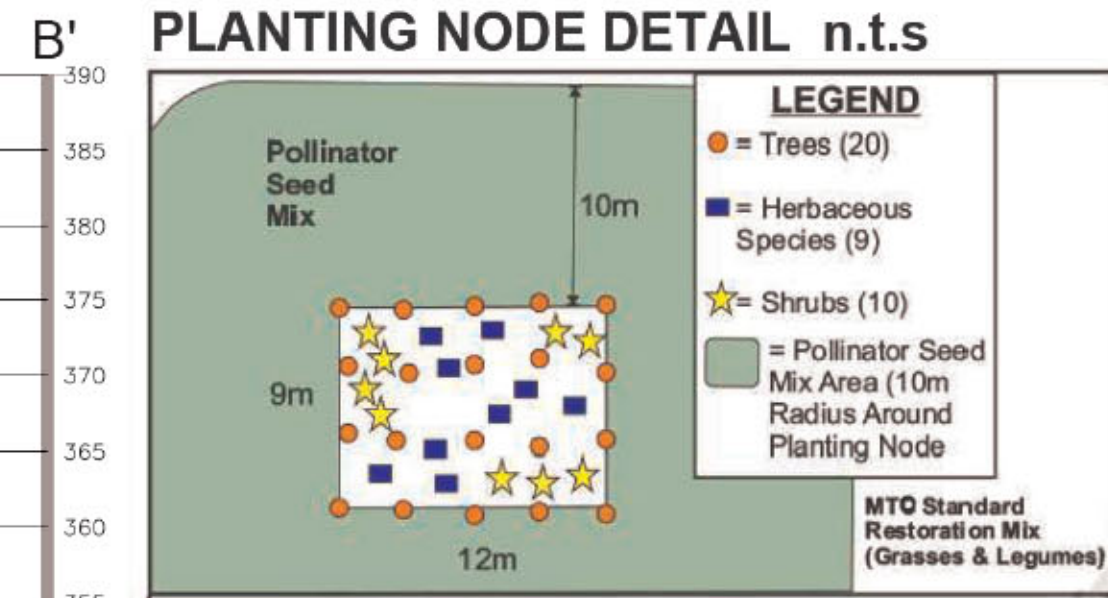 B'
PLANTING NODE DETAIL n.t.s
390
385
380
375
370
365
360
Pollinator
Seed
Mix
10m
9m
12m
LEGEND
= Trees (20)
= Herbaceous
Species (9)
= Shrubs (10)
= Pollinator Seed
Mix Area (10m
Radius Around
Planting Node
MTO Standard
Restoration Mix
(Grasses & Legumes)